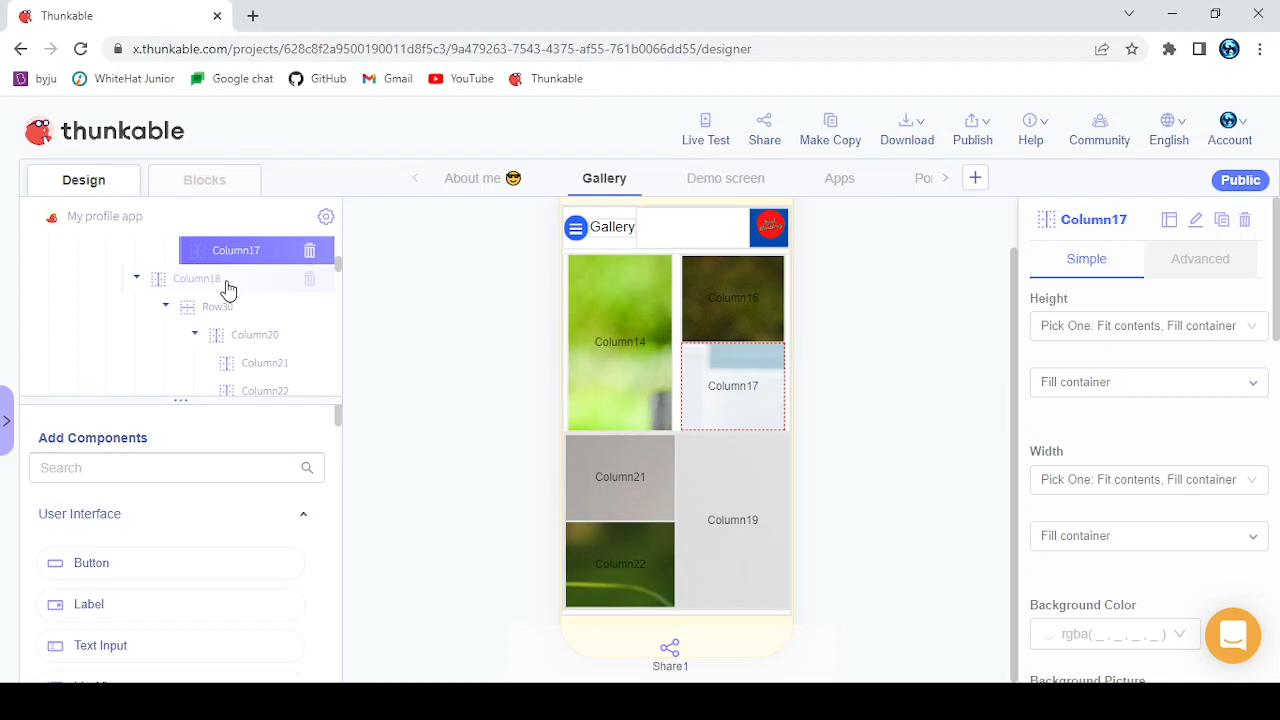 Thunkable
x.thunkable.com/projects/628c8f2a9500190011d8f5c3/9a479263-7543-4375-af55-761b0066dd55/designer
byju WhiteHat Junior Google chat GitHub Gmail YouTube Thunkable
thunkable
Live Test Share Make Copy Download Publish Help Community English Account
Design Blocks About me Gallery Demo screen Apps Po Public
My profile app
Column17
Column18
Row30
Column20
Column21
Column22
Add Components
Search
User Interface
Button
Label
Text Input
Gallery
Column14
Column16
Column17
Column21
Column19
Column22
Share1
Column17
Simple Advanced
Height
Pick One: Fit contents, Fill container
Fill container
Width
Pick One: Fit contents, Fill container
Fill container
Background Color
rgba( _ , _ , _ , _ )
Background Picture